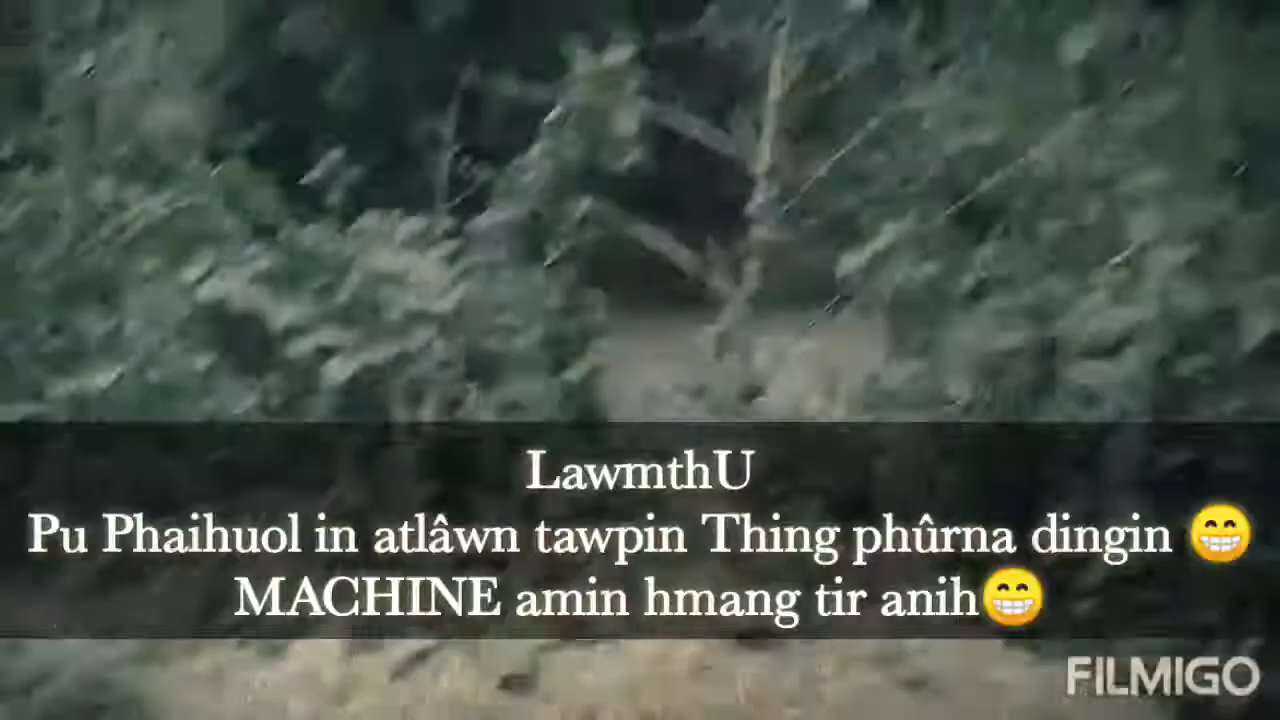 LawmthU
Pu Phaihuol in atlâwn tawpin Thing phûrna dingin 😁
MACHINE amin hmang tir anih😁
FILMIGO